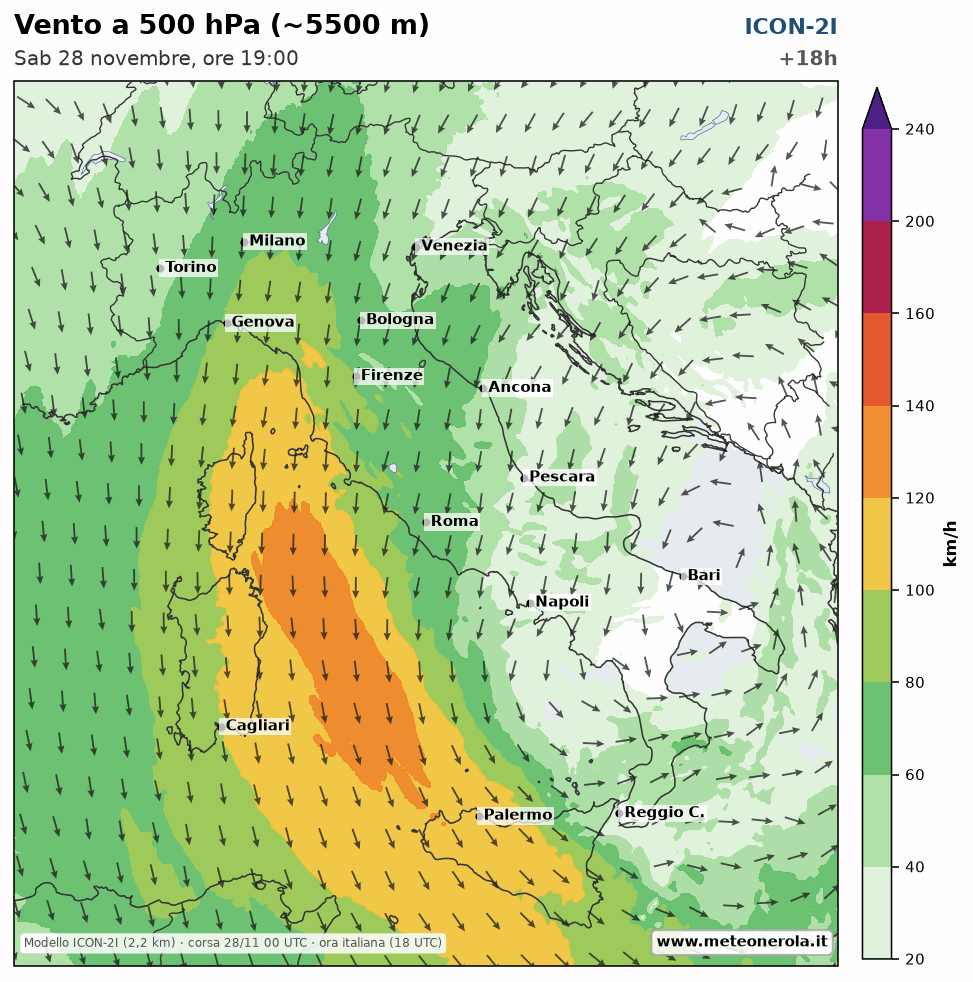 Vento a 500 hPa (~5500 m)
ICON-2I
Sab 28 novembre, ore 19:00
+18h
240
200
160
140
120
100
80
60
40
20
km/h
Milano
Venezia
Torino
Genova
Bologna
Firenze
Ancona
Pescara
Roma
Bari
Napoli
Cagliari
Palermo
Reggio C.
Modello ICON-2I (2,2 km) · corsa 28/11 00 UTC · ora italiana (18 UTC)
www.meteonerola.it